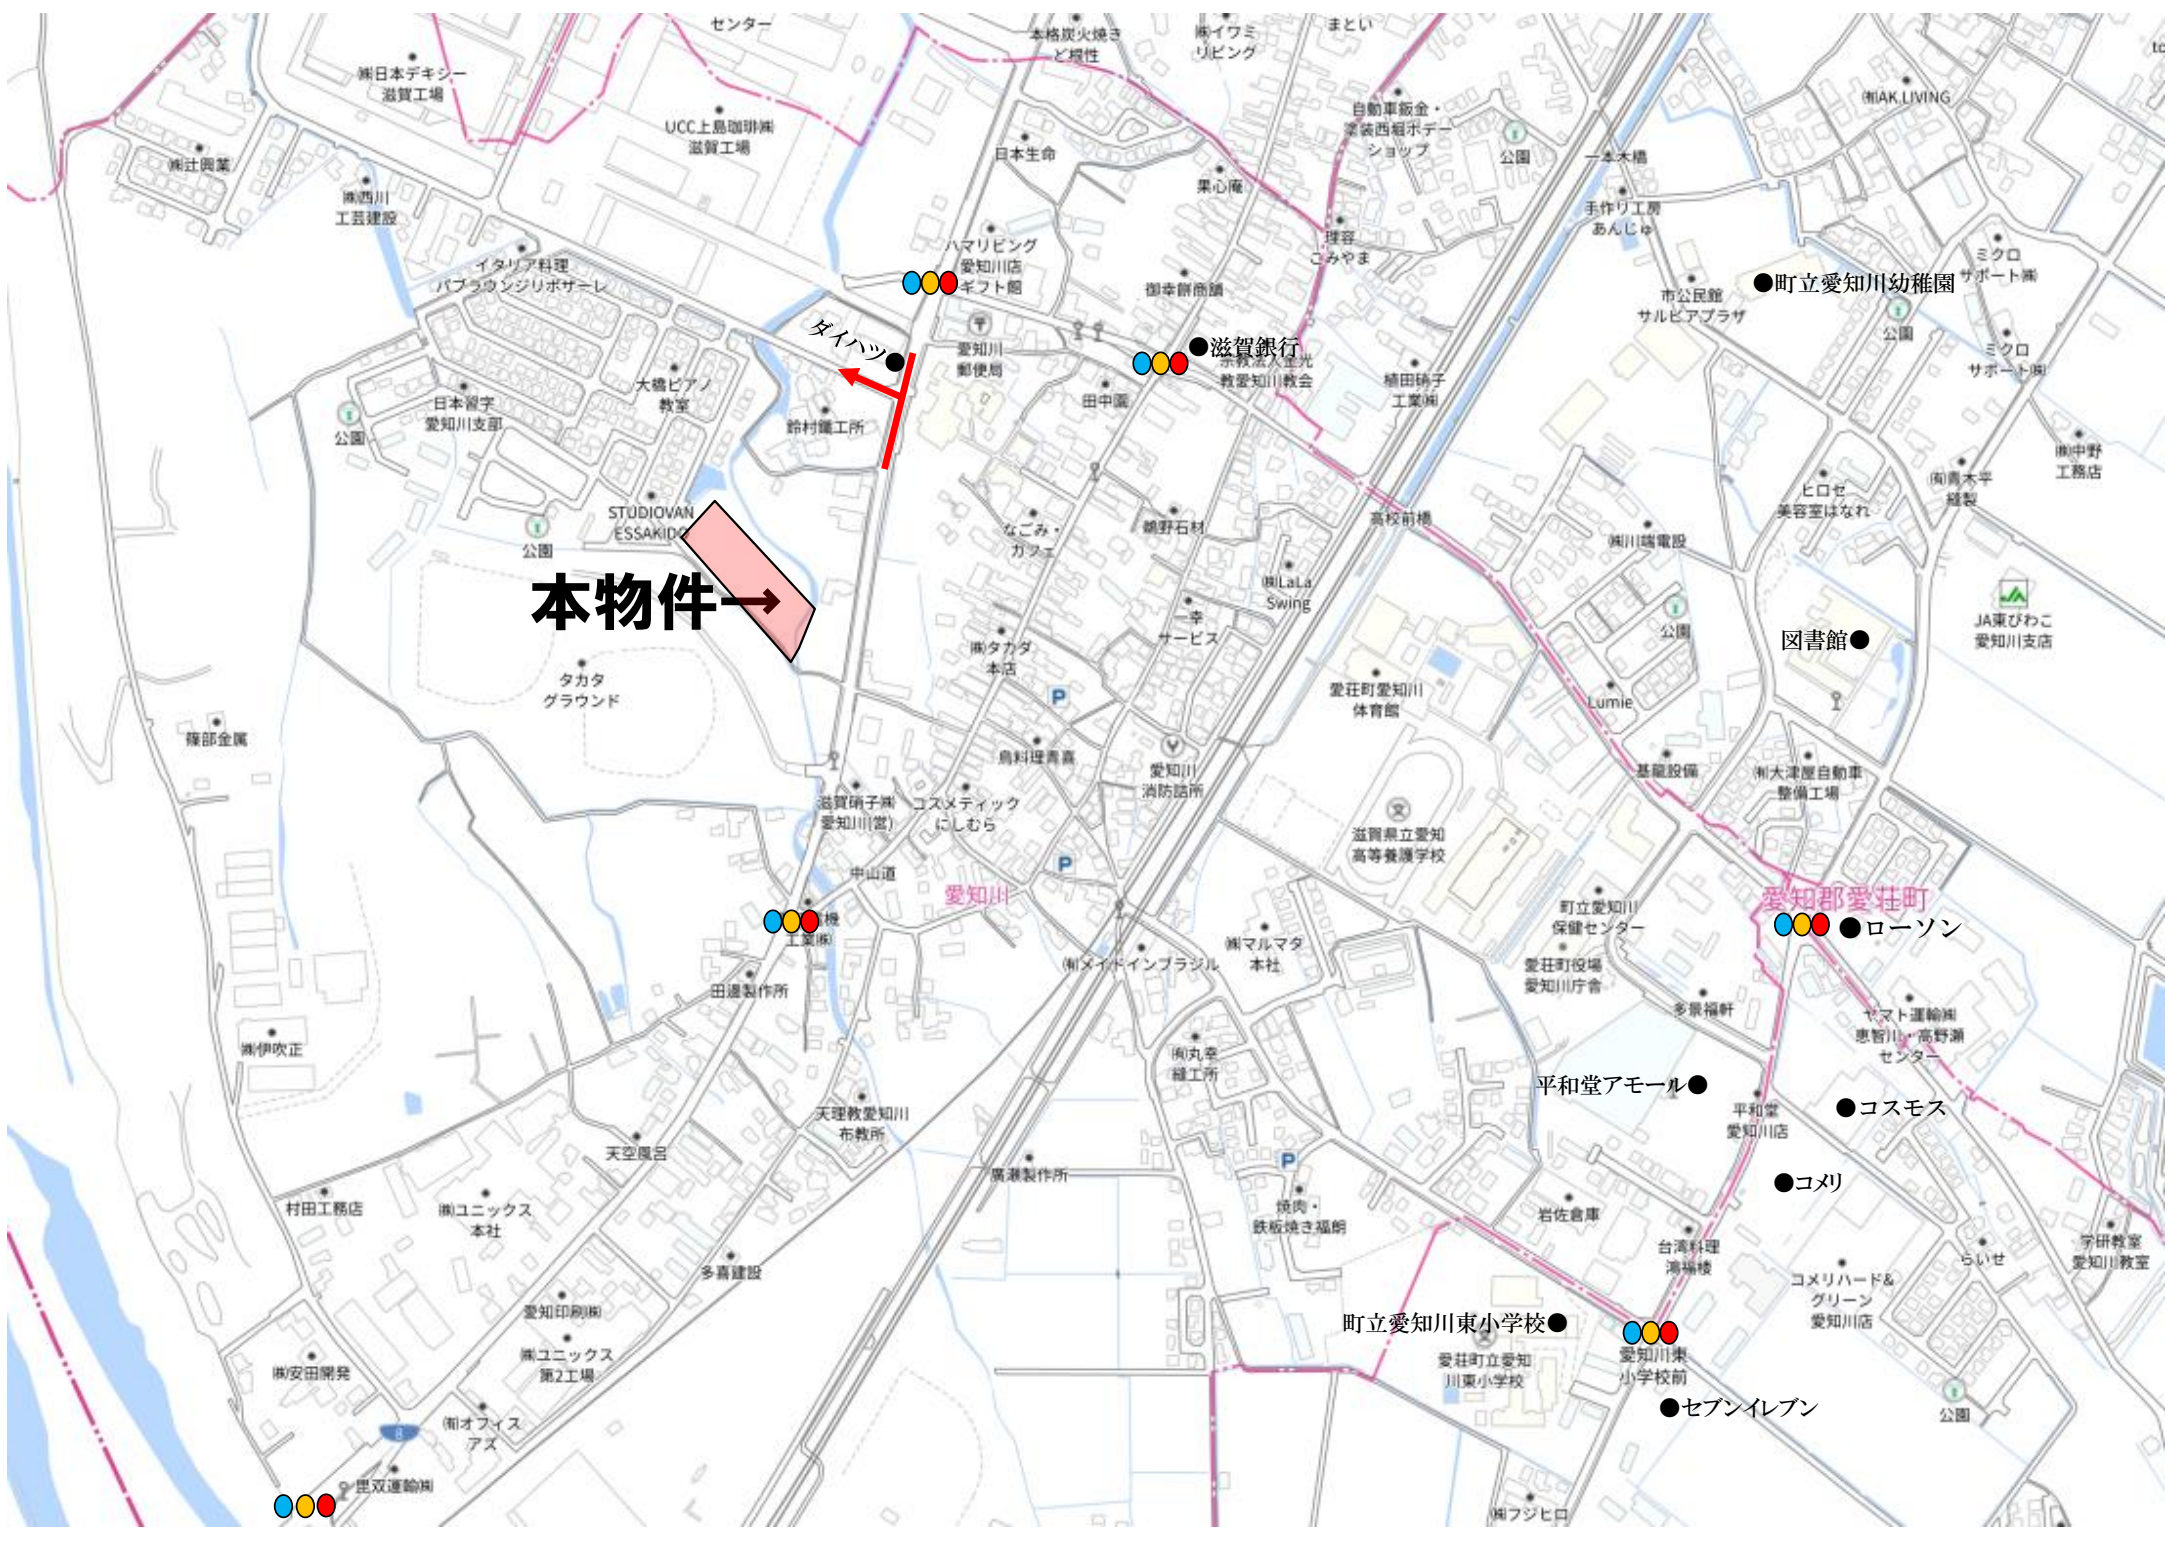 センター
本格炭火焼き
ど根性
㈱イワミ
リビング
まとい
㈱日本デキシー
滋賀工場
UCC上島珈琲㈱
滋賀工場
自動車鈑金・
塗装西堀ボデー
ショップ
㈲AK.LIVING
㈱辻興業
日本生命
公園
一本木橋
果心庵
㈱西川
工芸建設
手作り工房
あんじゅ
理容
こみやま
ハマリビング
愛知川店
ギフト館
イタリア料理
パブラウンジリポサーレ
御幸餅商舗
ミクロ
サポート㈱
市公民館
サルビアプラザ
●町立愛知川幼稚園
公園
ダイハツ●
愛知川
郵便局
●滋賀銀行
宗教法人金光
教愛知川教会
ミクロ
サポート㈱
大橋ピアノ
教室
日本習字
愛知川支部
公園
鈴村鐵工所
田中園
植田硝子
工業㈱
㈱中野
工務店
ヒロセ
美容室はなれ
㈲青木平
縫製
STUDIOVAN
ESSAKIDO
公園
なごみ・
カフェ
鵜野石材
高校前橋
㈱川端電設
本物件→
㈱LaLa
Swing
一幸
サービス
公園
JA東びわこ
愛知川支店
図書館●
㈱タカダ
本店
タカタ
グラウンド
愛荘町愛知川
体育館
Lumie
P
篠部金属
鳥料理青喜
愛知川
消防詰所
基龍設備
㈲大津屋自動車
整備工場
滋賀硝子㈱
愛知川(営)
コスメティック
にしむら
滋賀県立愛知
高等養護学校
中山道
P
愛知川
愛知郡愛荘町
町立愛知川
保健センター
●ローソン
機
工業㈱
㈱マルマタ
本社
㈲メイドインブラジル
愛荘町役場
愛知川庁舎
田邉製作所
多景福軒
ヤマト運輸㈱
恵智川・高野瀬
センター
㈱伊吹正
㈲丸幸
縫工所
平和堂アモール●
平和堂
愛知川店
●コスモス
天理教愛知川
布教所
天空風呂
廣瀬製作所
P
●コメリ
村田工務店
㈱ユニックス
本社
焼肉・
鉄板焼き福朗
岩佐倉庫
台湾料理
鴻福楼
らいせ
学研教室
愛知川教室
多喜建設
コメリハード&
グリーン
愛知川店
愛知印刷㈱
町立愛知川東小学校●
㈱ユニックス
第2工場
愛荘町立愛知
川東小学校
愛知川東
小学校前
㈱安田開発
●セブンイレブン
公園
㈲オフィス
アズ
8
毘双運輸㈱
㈱フジヒロ